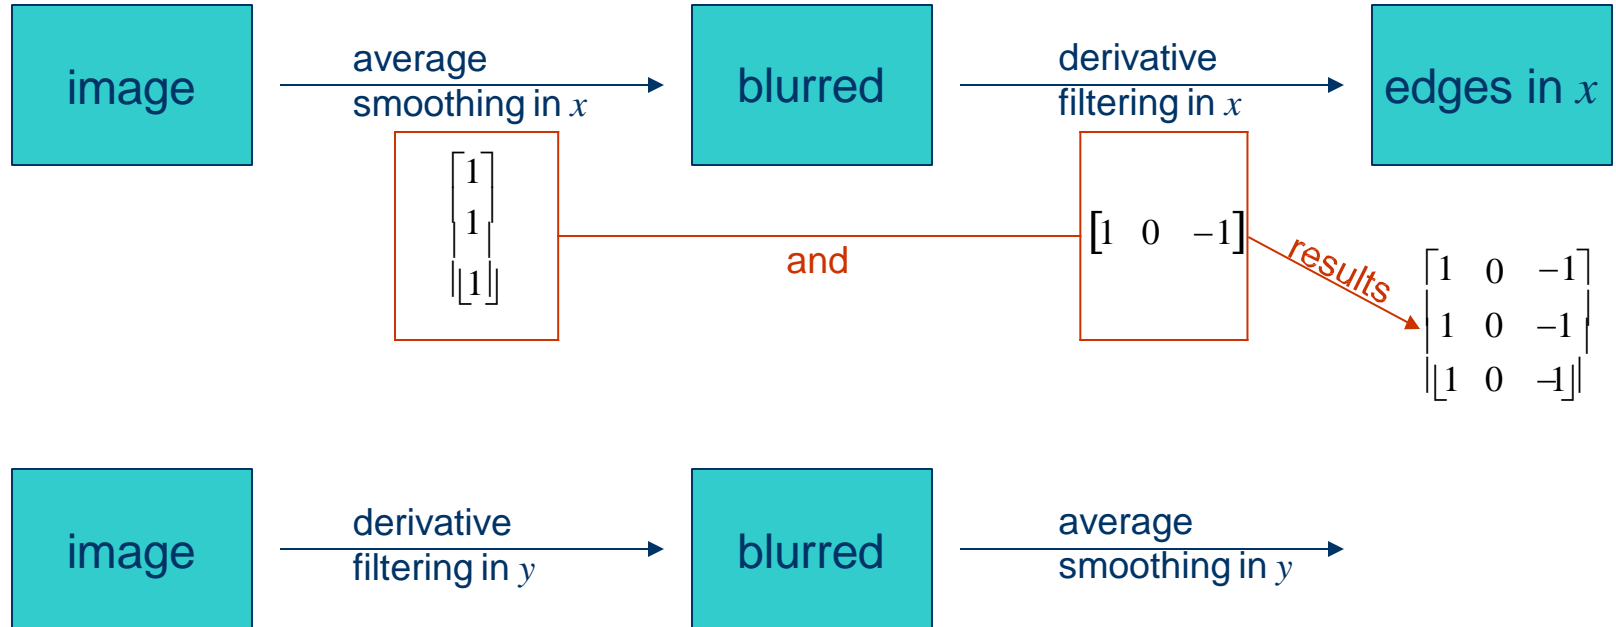 image
average
smoothing in x
blurred
derivative
filtering in x
edges in x
1
1
1
and
[1 0 −1]
results
1 0 −1
1 0 −1
1 0 −1
image
derivative
filtering in y
blurred
average
smoothing in y